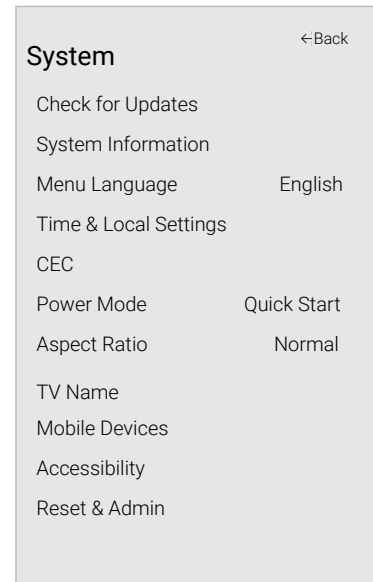 ←Back
System
Check for Updates
System Information
Menu Language English
Time & Local Settings
CEC
Power Mode Quick Start
Aspect Ratio Normal
TV Name
Mobile Devices
Accessibility
Reset & Admin